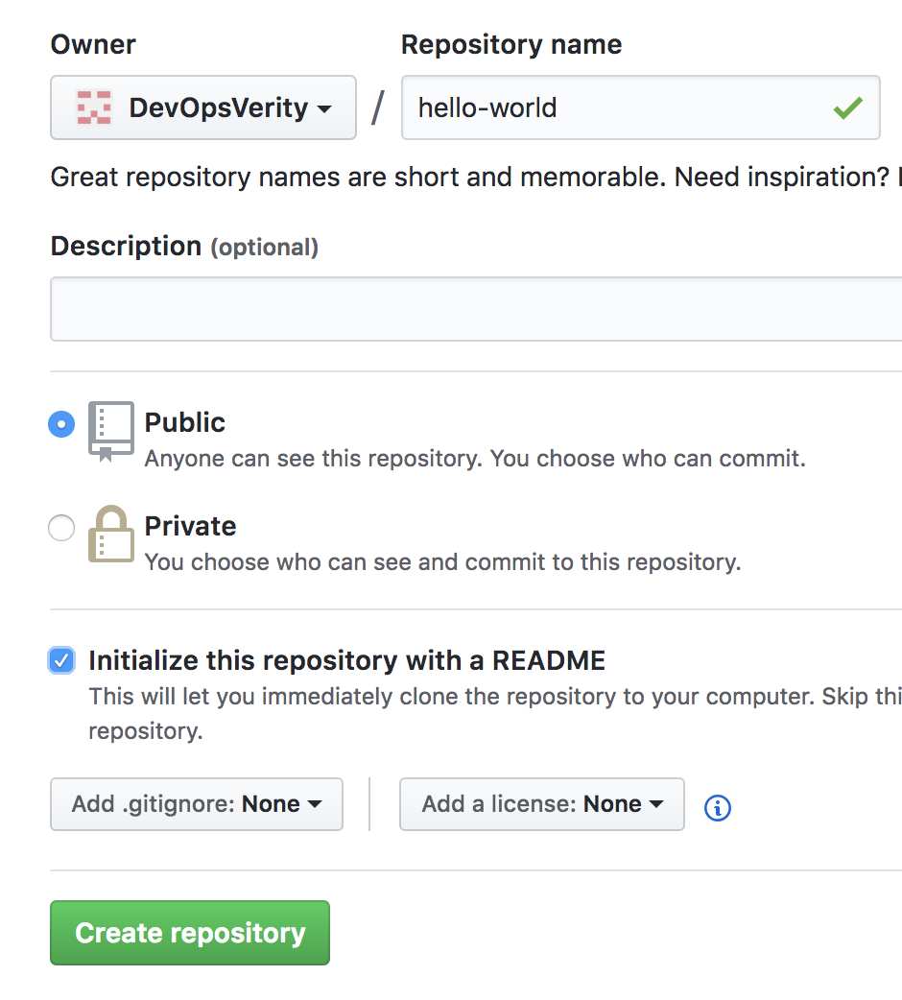 Owner
Repository name
DevOpsVerity
/
hello-world
Great repository names are short and memorable. Need inspiration?
Description (optional)
Public
Anyone can see this repository. You choose who can commit.
Private
You choose who can see and commit to this repository.
Initialize this repository with a README
This will let you immediately clone the repository to your computer. Skip
repository.
Add .gitignore: None
Add a license: None
Create repository